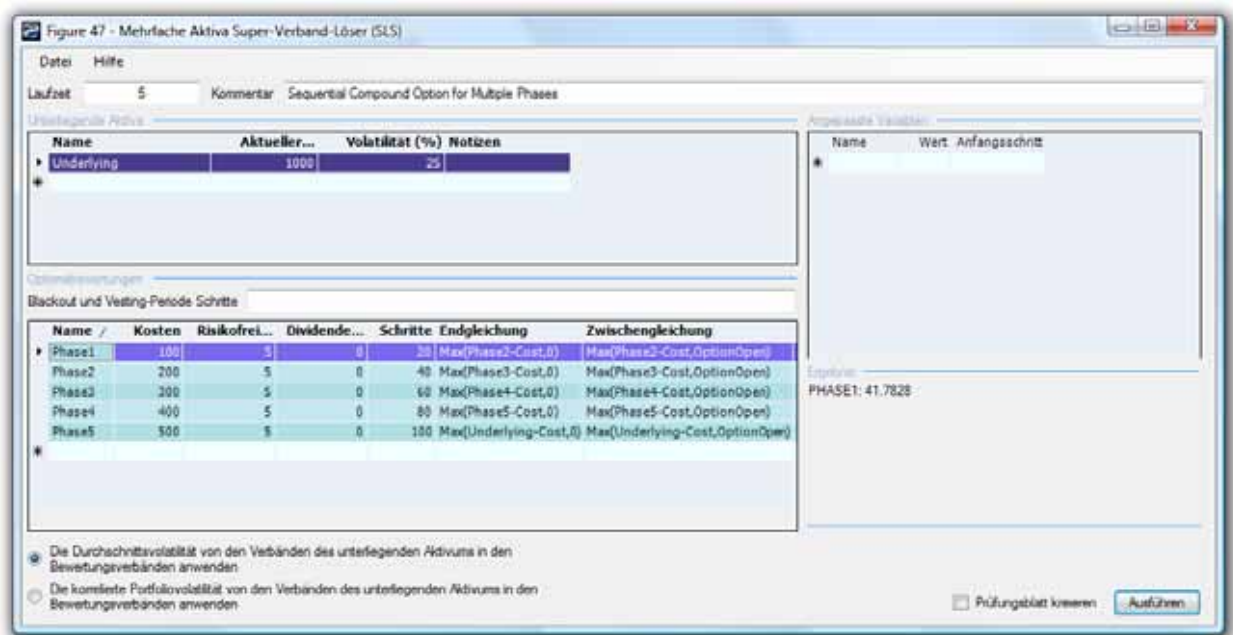 Figure 47 - Mehrfache Aktiva Super-Verband-Löser (SLS)
Datei Hilfe
Laufzeit 5 Kommentar Sequential Compound Option for Multiple Phases
Unterliegende Aktiva
Name Aktueller... Volatilität (%) Notizen
Underlying 1000 25
Angepasste Variablen
Name Wert Anfangsschritt
Optionsbewertungen
Blackout und Vesting-Periode Schritte
Name Kosten Risikofrei... Dividende... Schritte Endgleichung Zwischengleichung
Phase1 100 5 0 20 Max(Phase2-Cost,0) Max(Phase2-Cost,OptionOpen)
Phase2 200 5 0 40 Max(Phase3-Cost,0) Max(Phase3-Cost,OptionOpen)
Phase3 5 0 60 Max(Phase4-Cost,0) Max(Phase4-Cost,OptionOpen)
Phase4 400 5 0 80 Max(Phase5-Cost,0) Max(Phase5-Cost,OptionOpen)
Phase5 500 5 0 100 Max(Underlying-Cost,0) Max(Underlying-Cost,OptionOpen)
Ergebnis
PHASE1: 41.7828
Die Durchschnittsvolatilität von den Verbänden des unterliegenden Aktivums in den
Bewertungsverbänden anwenden
Die korrelierte Portfoliovolatilität von den Verbänden des unterliegenden Aktivums in den
Bewertungsverbänden anwenden
Prüfungsblatt kreieren
Ausführen